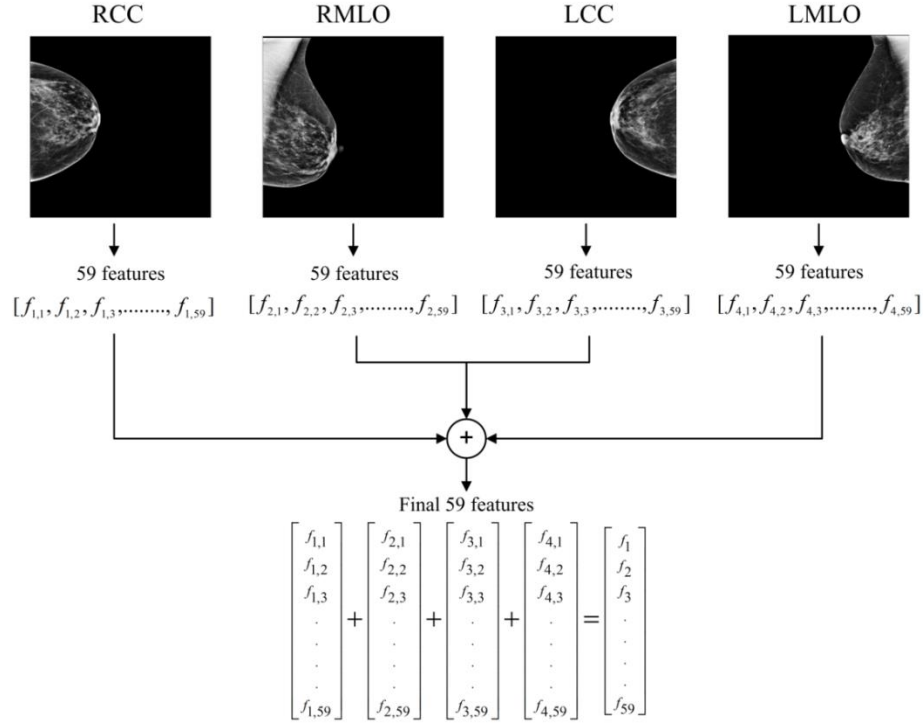 RCC RMLO LCC LMLO
59 features 59 features 59 features 59 features
[f1,1, f1,2, f1,3,........, f1,59] [f2,1, f2,2, f2,3,........, f2,59] [f3,1, f3,2, f3,3,........, f3,59] [f4,1, f4,2, f4,3,........, f4,59]
+
Final 59 features
f1,1 f2,1 f3,1 f4,1 f1
f1,2 f2,2 f3,2 f4,2 f2
f1,3 f2,3 f3,3 f4,3 f3
. . . . .
+ + + =
. . . . .
. . . . .
. . . . .
f1,59 f2,59 f3,59 f4,59 f59